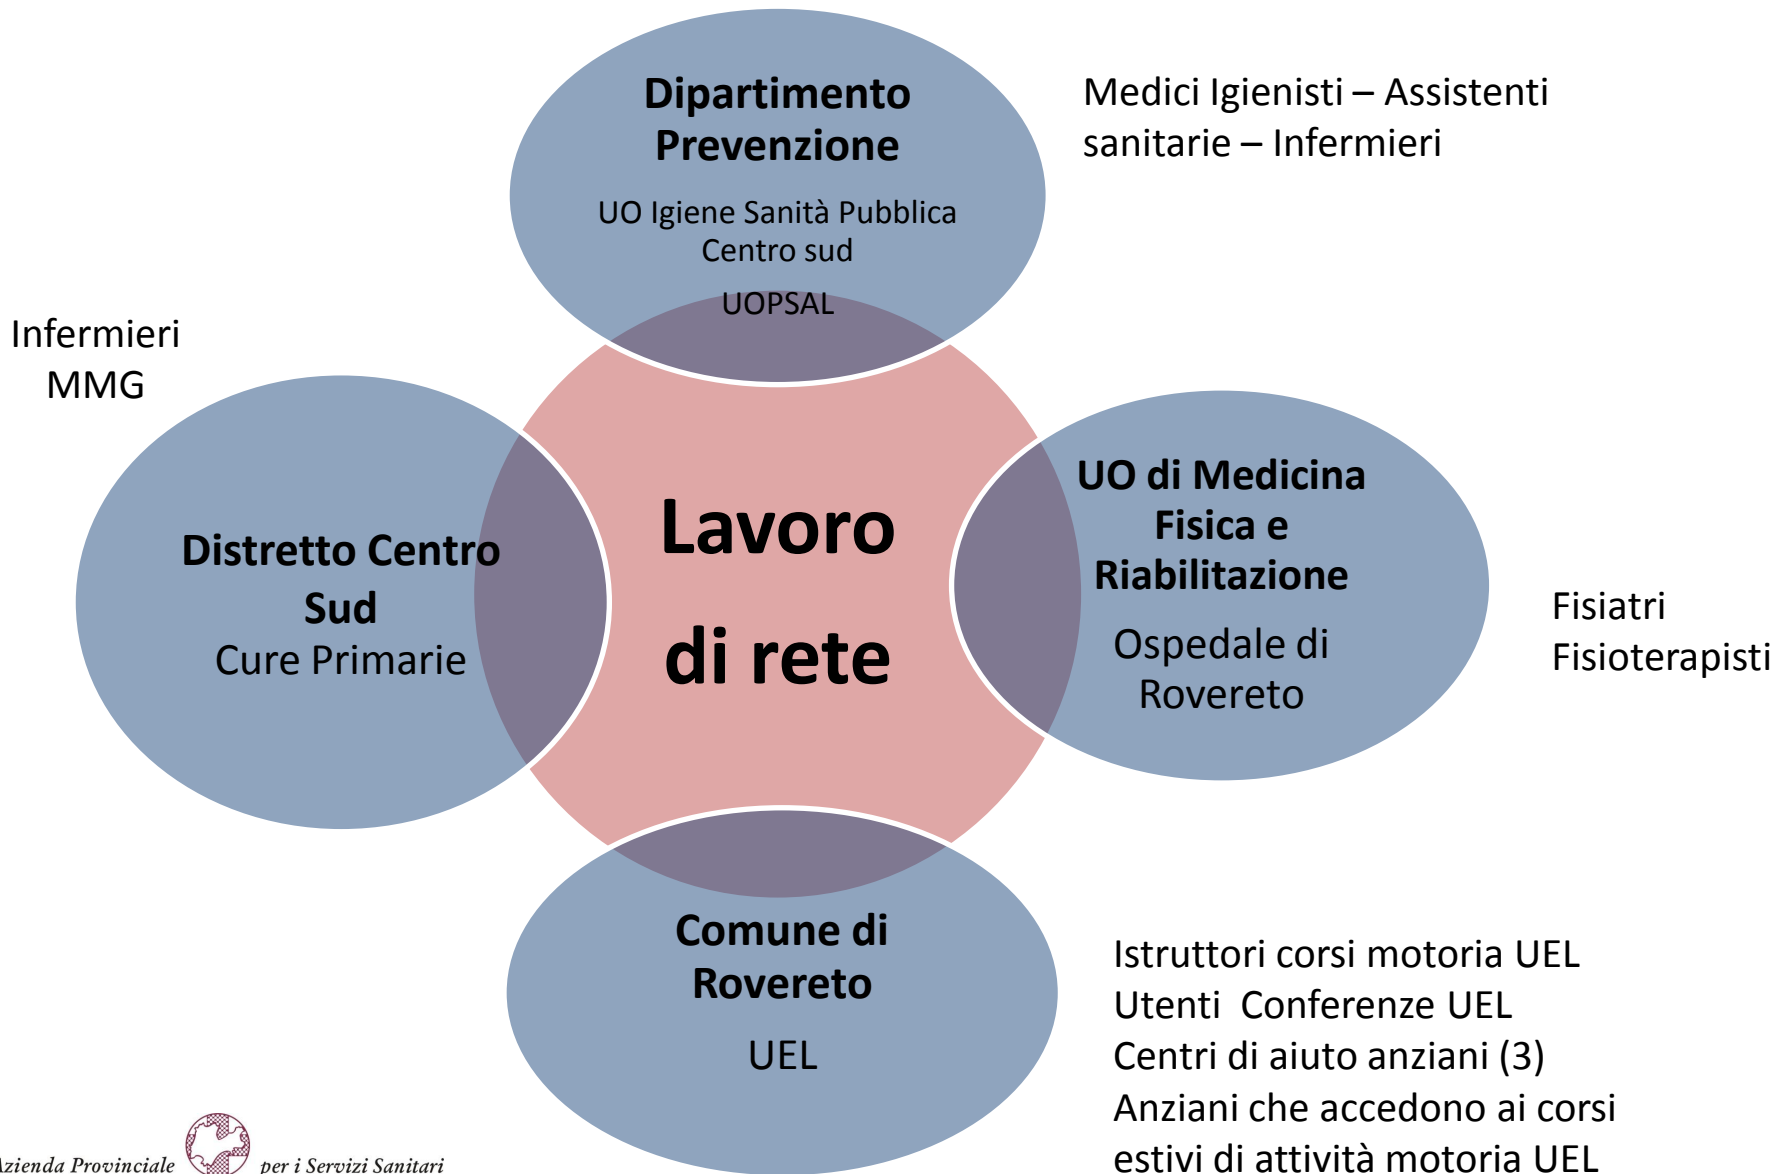 Dipartimento
Prevenzione
UO Igiene Sanità Pubblica
Centro sud
UOPSAL
Medici Igienisti – Assistenti
sanitarie – Infermieri
Infermieri
MMG
Distretto Centro
Sud
Cure Primarie
Lavoro
di rete
UO di Medicina
Fisica e
Riabilitazione
Ospedale di
Rovereto
Fisiatri
Fisioterapisti
Comune di
Rovereto
UEL
Istruttori corsi motoria UEL
Utenti  Conferenze UEL
Centri di aiuto anziani (3)
Anziani che accedono ai corsi
estivi di attività motoria UEL
Azienda Provinciale per i Servizi Sanitari